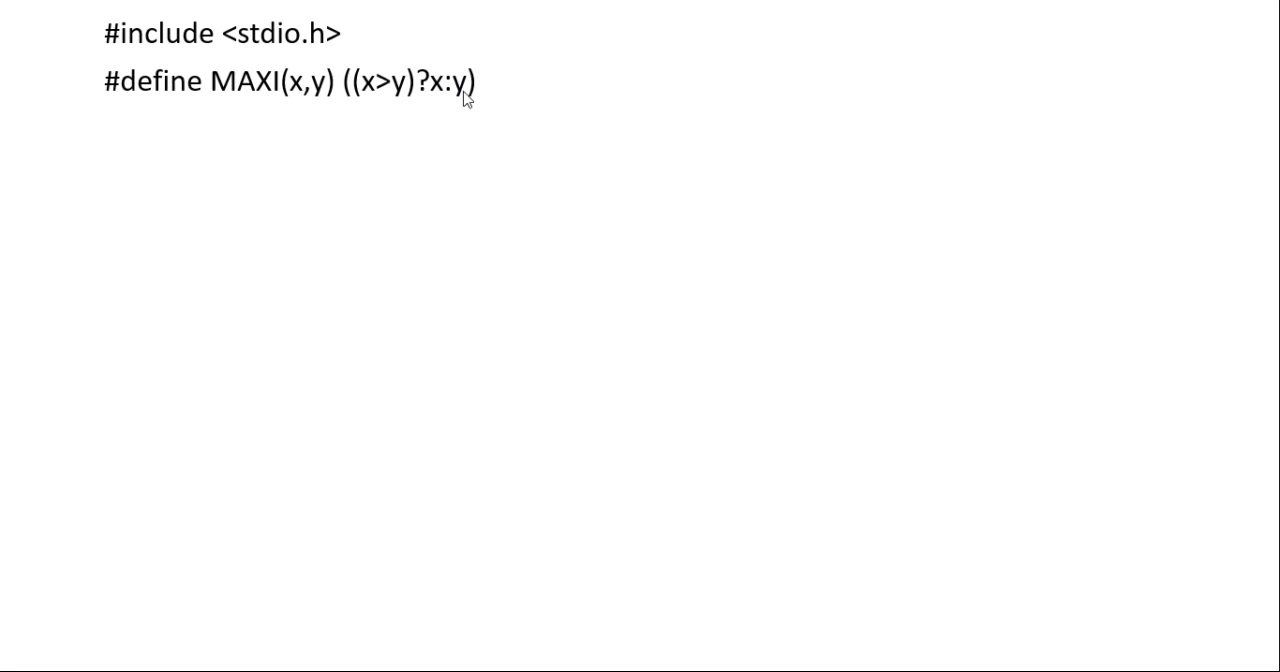 #include <stdio.h>
#define MAXI(x,y) ((x>y)?x:y)